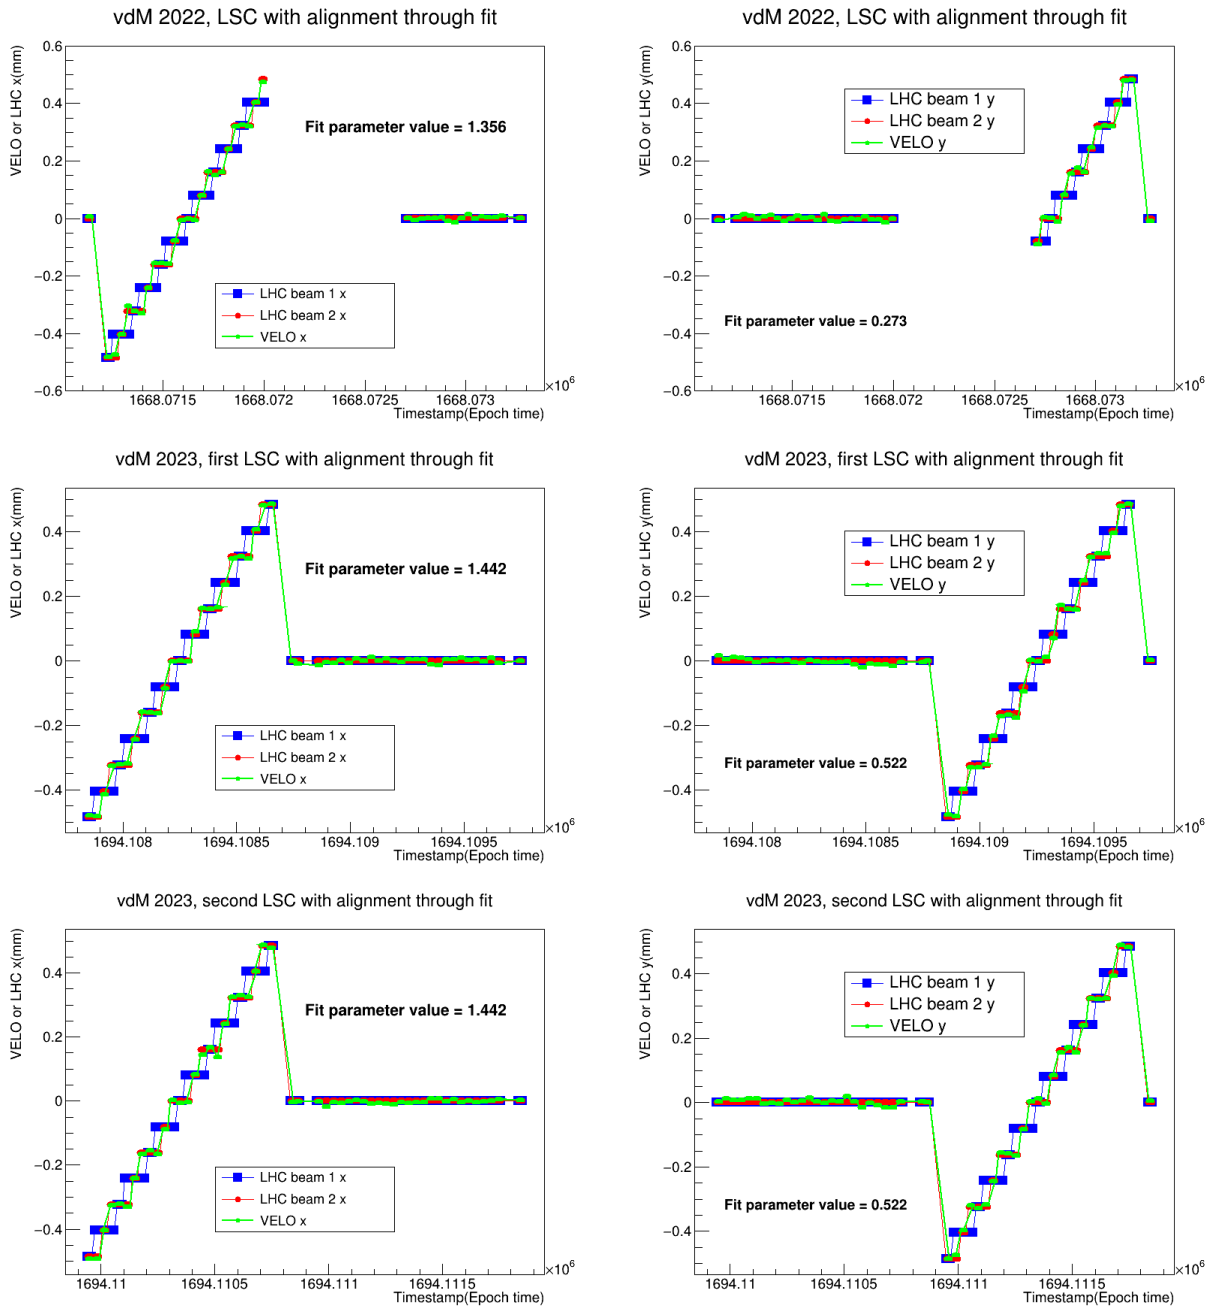 vdM 2022, LSC with alignment through fit
VELO or LHC x(mm)
0.6
0.4
0.2
0
−0.2
−0.4
−0.6
Fit parameter value = 1.356
LHC beam 1 x
LHC beam 2 x
VELO x
1668.0715
1668.072
1668.0725
1668.073
×10⁶
Timestamp(Epoch time)
vdM 2022, LSC with alignment through fit
VELO or LHC y(mm)
0.6
0.4
0.2
0
−0.2
−0.4
−0.6
LHC beam 1 y
LHC beam 2 y
VELO y
Fit parameter value = 0.273
1668.0715
1668.072
1668.0725
1668.073
×10⁶
Timestamp(Epoch time)
vdM 2023, first LSC with alignment through fit
VELO or LHC x(mm)
0.4
0.2
0
−0.2
−0.4
Fit parameter value = 1.442
LHC beam 1 x
LHC beam 2 x
VELO x
1694.108
1694.1085
1694.109
1694.1095
×10⁶
Timestamp(Epoch time)
vdM 2023, first LSC with alignment through fit
VELO or LHC y(mm)
0.4
0.2
0
−0.2
−0.4
LHC beam 1 y
LHC beam 2 y
VELO y
Fit parameter value = 0.522
1694.108
1694.1085
1694.109
1694.1095
×10⁶
Timestamp(Epoch time)
vdM 2023, second LSC with alignment through fit
VELO or LHC x(mm)
0.4
0.2
0
−0.2
−0.4
Fit parameter value = 1.442
LHC beam 1 x
LHC beam 2 x
VELO x
1694.11
1694.1105
1694.111
1694.1115
×10⁶
Timestamp(Epoch time)
vdM 2023, second LSC with alignment through fit
VELO or LHC y(mm)
0.4
0.2
0
−0.2
−0.4
LHC beam 1 y
LHC beam 2 y
VELO y
Fit parameter value = 0.522
1694.11
1694.1105
1694.111
1694.1115
×10⁶
Timestamp(Epoch time)